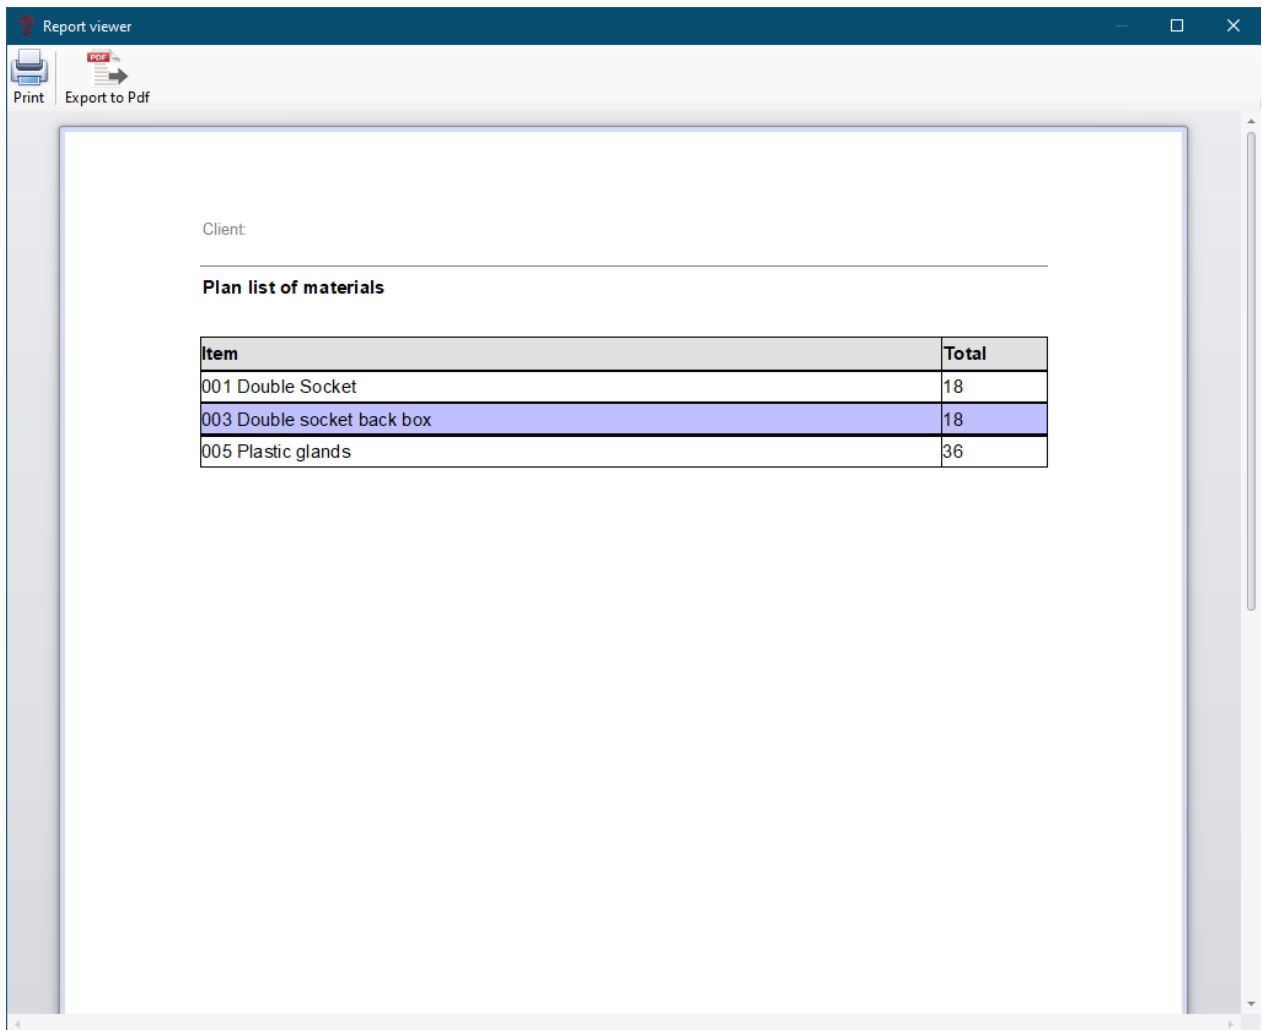 Report viewer
Print
Export to Pdf
PDF
Client:
Plan list of materials
Item Total
001 Double Socket 18
003 Double socket back box 18
005 Plastic glands 36